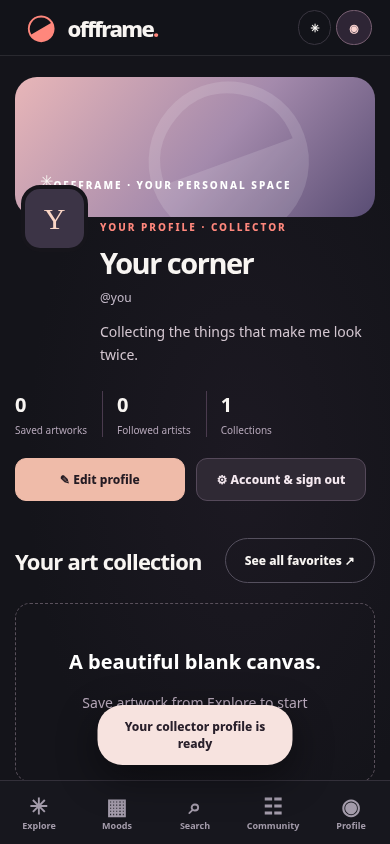 offframe.
OFFFRAME · YOUR PERSONAL SPACE
Y
YOUR PROFILE · COLLECTOR
Your corner
@you
Collecting the things that make me look
twice.
0
Saved artworks
0
Followed artists
1
Collections
✎ Edit profile
⚙ Account & sign out
Your art collection
See all favorites ↗
A beautiful blank canvas.
Save artwork from Explore to start
Your collector profile is
ready
Explore
Moods
Search
Community
Profile